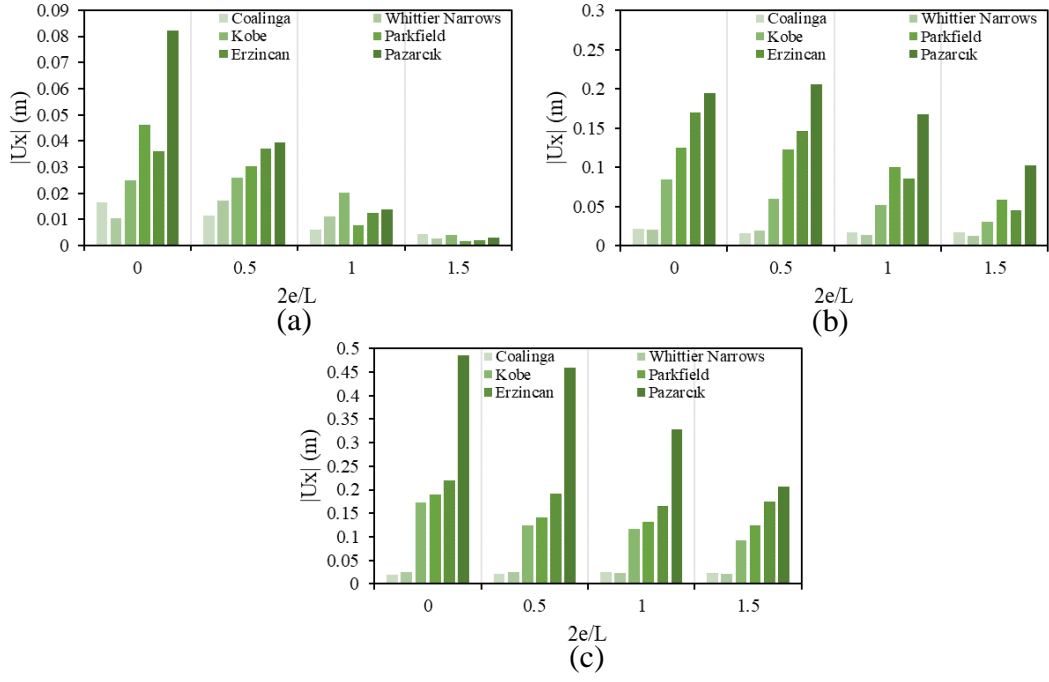 0.09
0.08
0.07
0.06
0.05
0.04
0.03
0.02
0.01
0
|Ux| (m)
Coalinga
Whittier Narrows
Kobe
Parkfield
Erzincan
Pazarcık
0 0.5 1 1.5
2e/L
(a)
0.3
0.25
0.2
0.15
0.1
0.05
0
|Ux| (m)
Coalinga
Whittier Narrows
Kobe
Parkfield
Erzincan
Pazarcık
0 0.5 1 1.5
2e/L
(b)
0.5
0.45
0.4
0.35
0.3
0.25
0.2
0.15
0.1
0.05
0
|Ux| (m)
Coalinga
Whittier Narrows
Kobe
Parkfield
Erzincan
Pazarcık
0 0.5 1 1.5
2e/L
(c)